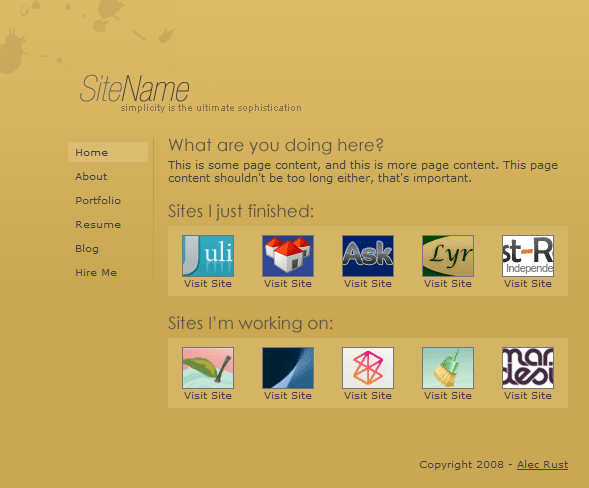 SiteName
simplicity is the ultimate sophistication
Home
About
Portfolio
Resume
Blog
Hire Me
What are you doing here?
This is some page content, and this is more page content. This page
content shouldn't be too long either, that's important.
Sites I just finished:
Juli
Ask
Lyr
st-R
Independe
Visit Site Visit Site Visit Site Visit Site Visit Site
Sites I'm working on:
mar
desi
Visit Site Visit Site Visit Site Visit Site Visit Site
Copyright 2008 - Alec Rust